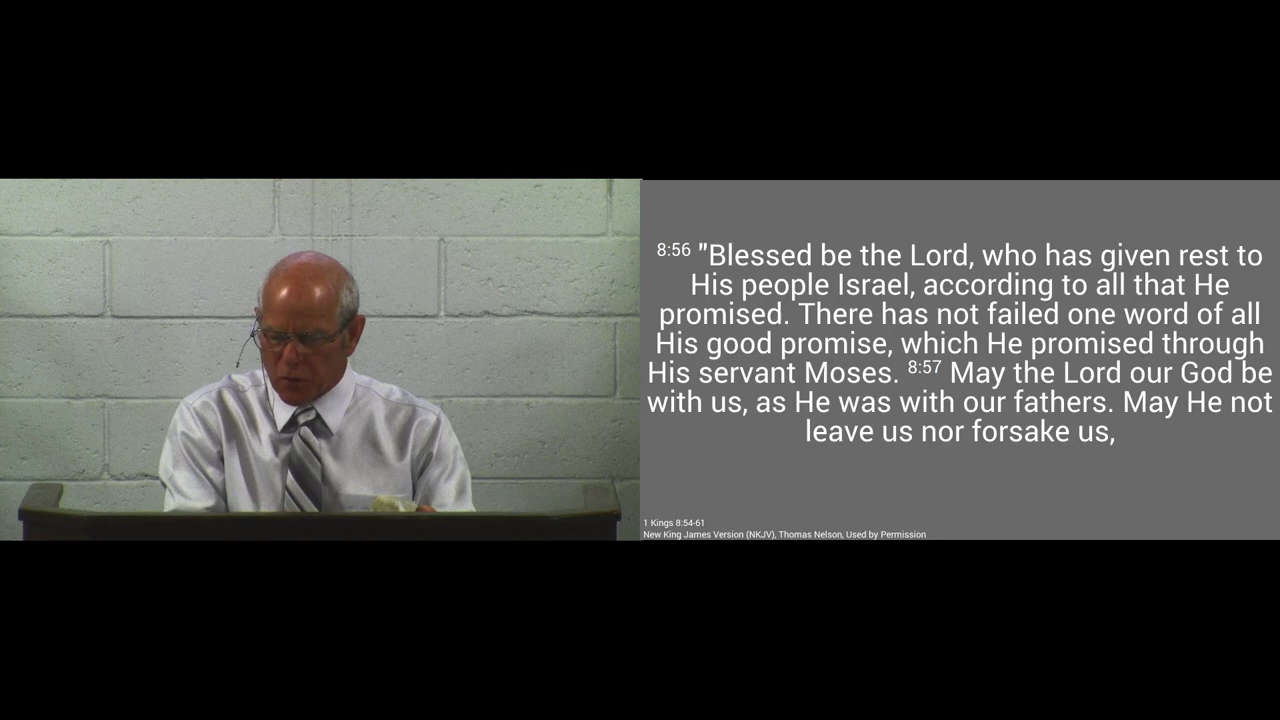 8:56 "Blessed be the Lord, who has given rest to
His people Israel, according to all that He
promised. There has not failed one word of all
His good promise, which He promised through
His servant Moses. 8:57 May the Lord our God be
with us, as He was with our fathers. May He not
leave us nor forsake us,
1 Kings 8:54-61
New King James Version (NKJV), Thomas Nelson, Used by Permission